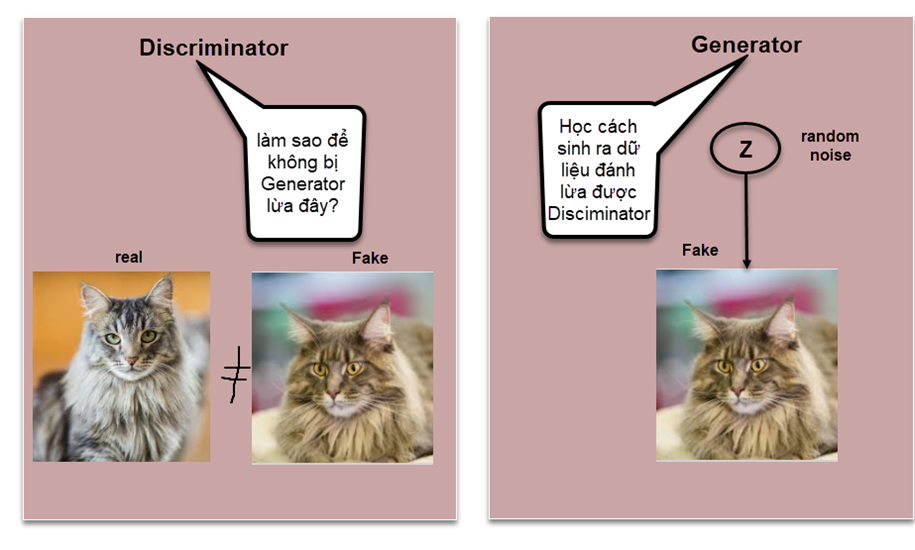 Discriminator
làm sao để
không bị
Generator
lừa đây?
real
Fake
≠
Generator
Học cách
sinh ra dữ
liệu đánh
lừa được
Disciminator
Z
random
noise
Fake